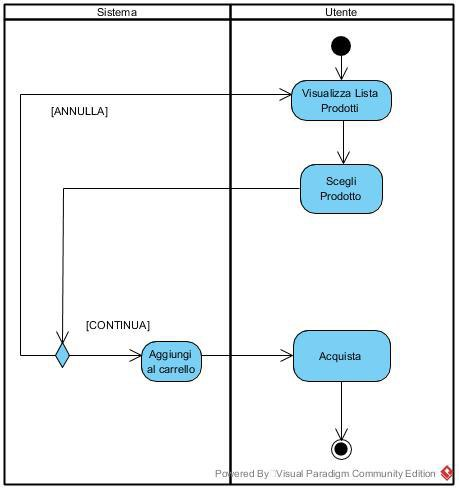 Sistema
Utente
Visualizza Lista
Prodotti
[ANNULLA]
Scegli
Prodotto
[CONTINUA]
Aggiungi
al carrello
Acquista
Powered By Visual Paradigm Community Edition